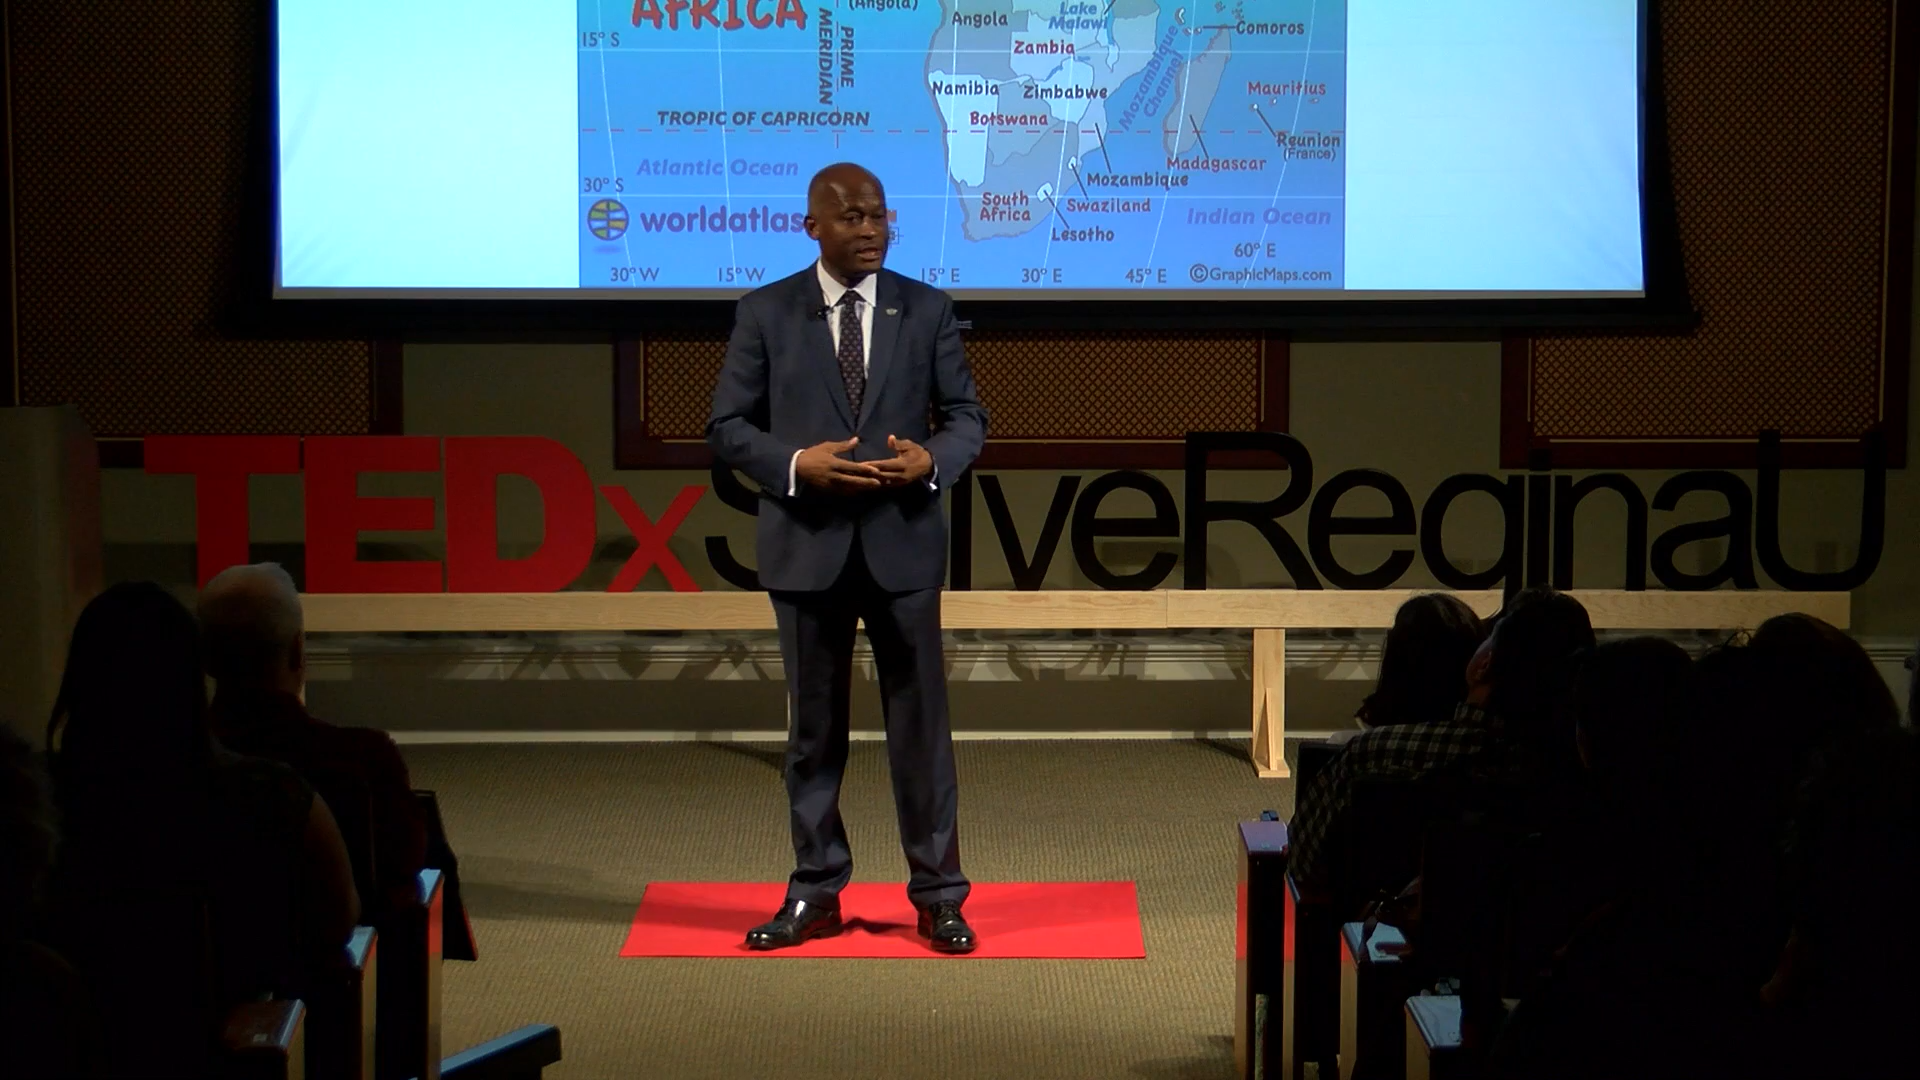 AFRICA
(Angola)
PRIME
MERIDIAN
Angola
Lake
Malawi
Comoros
15° S
Zambia
Mozambique
Channel
Namibia
Zimbabwe
Mauritius
TROPIC OF CAPRICORN
Botswana
Reunion
(France)
Atlantic Ocean
Madagascar
30° S
Mozambique
South
Africa
Swaziland
worldatlas
Indian Ocean
Lesotho
60° E
30° W
15° W
15° E
30° E
45° E
©GraphicMaps.com
TEDx
veReginaU